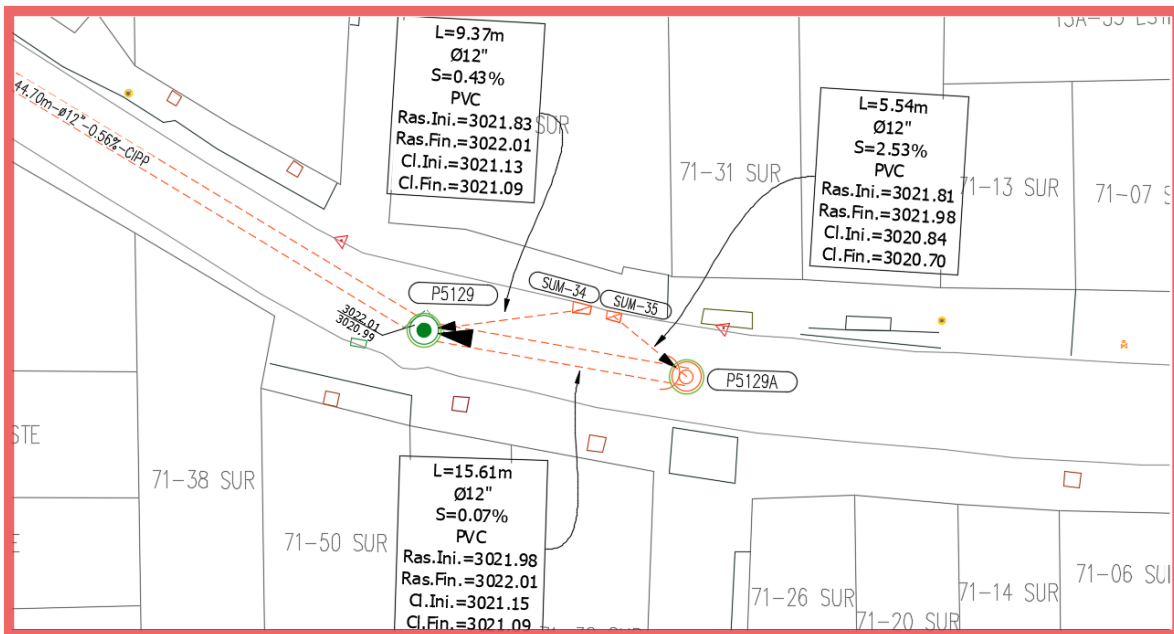 L=9.37m
Ø12"
S=0.43%
PVC
Ras.Ini.=3021.83
Ras.Fin.=3022.01
Cl.Ini.=3021.13
Cl.Fin.=3021.09
SUR
L=5.54m
Ø12"
S=2.53%
PVC
Ras.Ini.=3021.81
Ras.Fin.=3021.98
Cl.Ini.=3020.84
Cl.Fin.=3020.70
44.70m-ø12"-0.56%-CIPP
71-31 SUR
71-13 SUR
71-07
P5129
SUM-34
SUM-35
3022.01
3020.99
P5129A
STE
71-38 SUR
71-50 SUR
L=15.61m
Ø12"
S=0.07%
PVC
Ras.Ini.=3021.98
Ras.Fin.=3022.01
Cl.Ini.=3021.15
Cl.Fin.=3021.09
71-26 SUR
71-20 SUR
71-14 SUR
71-06 SU